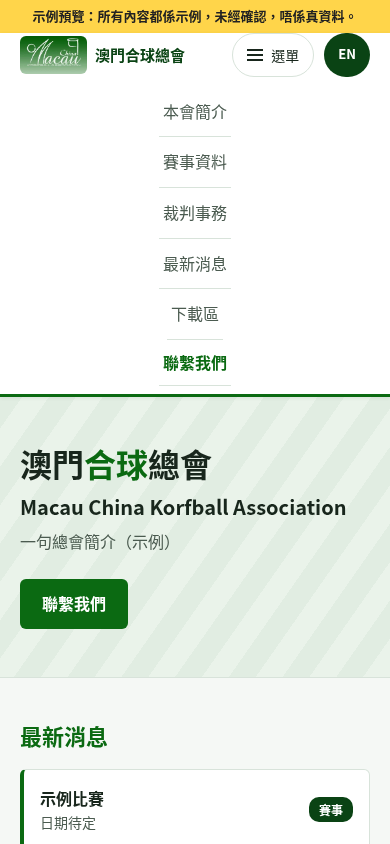 示例預覽：所有內容都係示例，未經確認，唔係真資料。
Macau
China
澳門合球總會
選單
EN
本會簡介
賽事資料
裁判事務
最新消息
下載區
聯繫我們
澳門合球總會
Macau China Korfball Association
一句總會簡介（示例）
聯繫我們
最新消息
示例比賽
日期待定
賽事